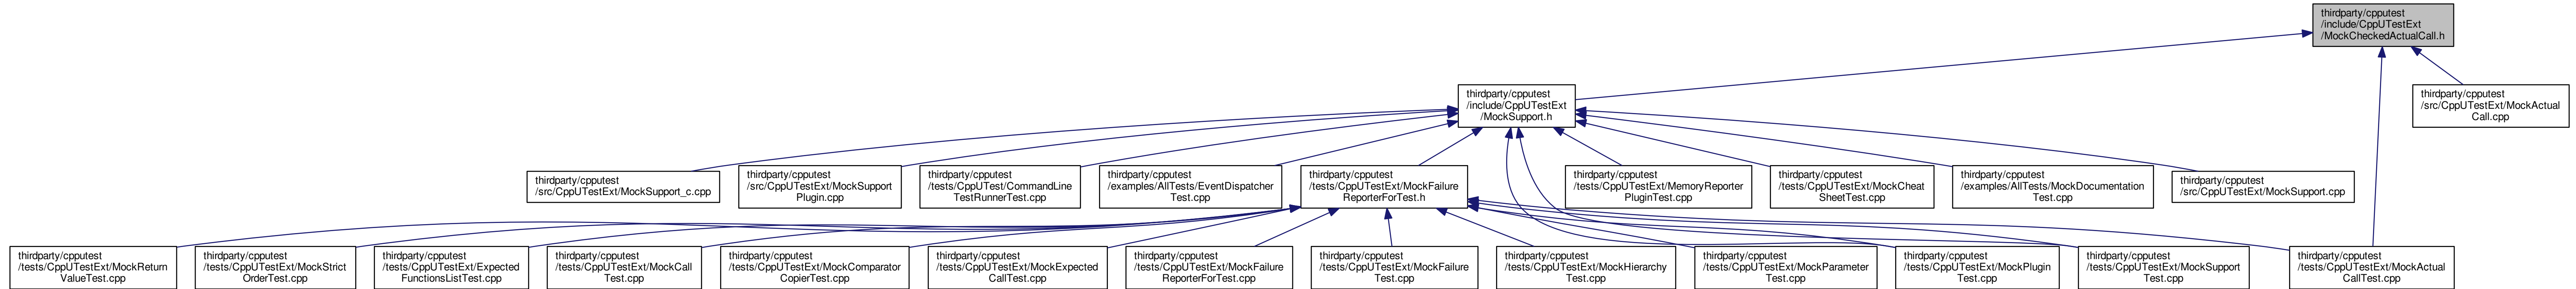 thirdparty/cpputest
/include/CppUTestExt
/MockCheckedActualCall.h
thirdparty/cpputest
/include/CppUTestExt
/MockSupport.h
thirdparty/cpputest
/src/CppUTestExt/MockActual
Call.cpp
thirdparty/cpputest
/src/CppUTestExt/MockSupport_c.cpp
thirdparty/cpputest
/src/CppUTestExt/MockSupport
Plugin.cpp
thirdparty/cpputest
/tests/CppUTest/CommandLine
TestRunnerTest.cpp
thirdparty/cpputest
/examples/AllTests/EventDispatcher
Test.cpp
thirdparty/cpputest
/tests/CppUTestExt/MockFailure
ReporterForTest.h
thirdparty/cpputest
/tests/CppUTestExt/MemoryReporter
PluginTest.cpp
thirdparty/cpputest
/tests/CppUTestExt/MockCheat
SheetTest.cpp
thirdparty/cpputest
/examples/AllTests/MockDocumentation
Test.cpp
thirdparty/cpputest
/src/CppUTestExt/MockSupport.cpp
thirdparty/cpputest
/tests/CppUTestExt/MockReturn
ValueTest.cpp
thirdparty/cpputest
/tests/CppUTestExt/MockStrict
OrderTest.cpp
thirdparty/cpputest
/tests/CppUTestExt/Expected
FunctionsListTest.cpp
thirdparty/cpputest
/tests/CppUTestExt/MockCall
Test.cpp
thirdparty/cpputest
/tests/CppUTestExt/MockComparator
CopierTest.cpp
thirdparty/cpputest
/tests/CppUTestExt/MockExpected
CallTest.cpp
thirdparty/cpputest
/tests/CppUTestExt/MockFailure
ReporterForTest.cpp
thirdparty/cpputest
/tests/CppUTestExt/MockFailure
Test.cpp
thirdparty/cpputest
/tests/CppUTestExt/MockHierarchy
Test.cpp
thirdparty/cpputest
/tests/CppUTestExt/MockParameter
Test.cpp
thirdparty/cpputest
/tests/CppUTestExt/MockPlugin
Test.cpp
thirdparty/cpputest
/tests/CppUTestExt/MockSupport
Test.cpp
thirdparty/cpputest
/tests/CppUTestExt/MockActual
CallTest.cpp